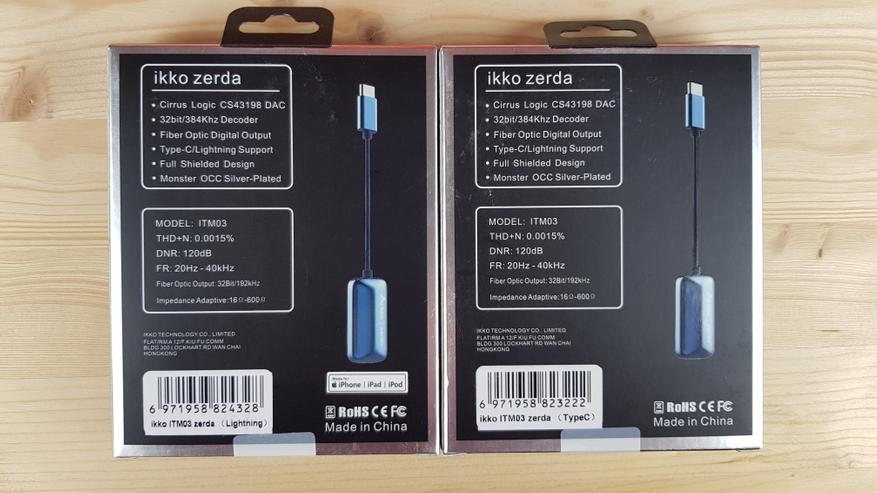 ikko zerda
• Cirrus Logic CS43198 DAC
• 32bit/384Khz Decoder
• Fiber Optic Digital Output
• Type-C/Lightning Support
• Full Shielded Design
• Monster OCC Silver-Plated
MODEL: ITM03
THD+N: 0.0015%
DNR: 120dB
FR: 20Hz - 40kHz
Fiber Optic Output: 32Bit/192kHz
Impedance Adaptive: 16Ω-600Ω
IKKO TECHNOLOGY CO., LIMITED
FLAT/RM A 12/F KIU FU COMM
BLDG 300 LOCKHART RD WAN CHAI
HONGKONG
6 971958 824328
ikko ITM03 zerda （Lightning）
Made for
iPhone | iPad | iPod
RoHS CE FC
Made in China
ikko zerda
• Cirrus Logic CS43198 DAC
• 32bit/384Khz Decoder
• Fiber Optic Digital Output
• Type-C/Lightning Support
• Full Shielded Design
• Monster OCC Silver-Plated
MODEL: ITM03
THD+N: 0.0015%
DNR: 120dB
FR: 20Hz - 40kHz
Fiber Optic Output: 32Bit/192kHz
Impedance Adaptive: 16Ω-600Ω
IKKO TECHNOLOGY CO., LIMITED
FLAT/RM A 12/F KIU FU COMM
BLDG 300 LOCKHART RD WAN CHAI
HONGKONG
6 971958 823222
ikko ITM03 zerda （TypeC）
RoHS CE FC
Made in China